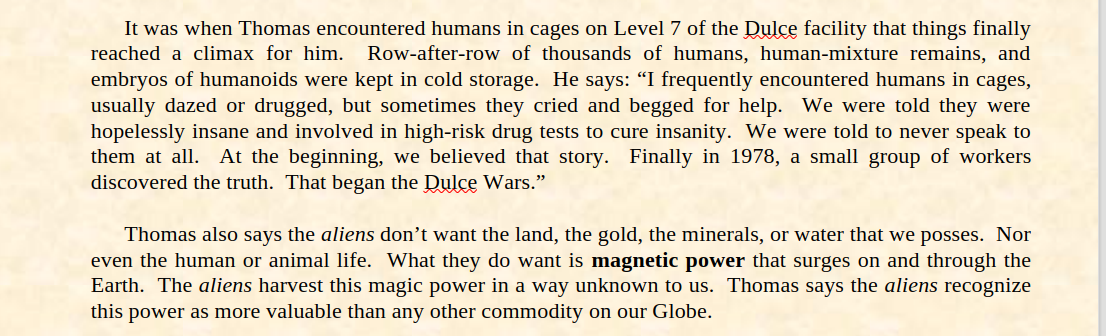 It was when Thomas encountered humans in cages on Level 7 of the Dulce facility that things finally
reached a climax for him. Row-after-row of thousands of humans, human-mixture remains, and
embryos of humanoids were kept in cold storage. He says: “I frequently encountered humans in cages,
usually dazed or drugged, but sometimes they cried and begged for help. We were told they were
hopelessly insane and involved in high-risk drug tests to cure insanity. We were told to never speak to
them at all. At the beginning, we believed that story. Finally in 1978, a small group of workers
discovered the truth. That began the Dulce Wars.”
Thomas also says the aliens don’t want the land, the gold, the minerals, or water that we posses. Nor
even the human or animal life. What they do want is magnetic power that surges on and through the
Earth. The aliens harvest this magic power in a way unknown to us. Thomas says the aliens recognize
this power as more valuable than any other commodity on our Globe.